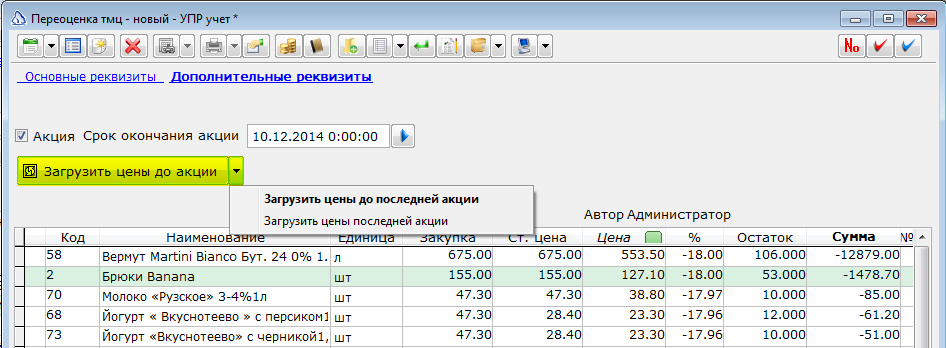 Переоценка тмц - новый - УПР учет *
№
Основные реквизиты Дополнительные реквизиты
Акция Срок окончания акции 10.12.2014 0:00:00
Загрузить цены до акции
Загрузить цены до последней акции
Загрузить цены последней акции
Автор Администратор
Код Наименование Единица Закупка Ст. цена Цена % Остаток Сумма №
58 Вермут Martini Bianco Бут. 24 0% 1. л 675.00 675.00 553.50 -18.00 106.000 -12879.00
2 Брюки Banana шт 155.00 155.00 127.10 -18.00 53.000 -1478.70
70 Молоко «Рузское» 3-4%1л шт 47.30 47.30 38.80 -17.97 10.000 -85.00
68 Йогурт « Вкуснотеево » с персиком1 шт 47.30 28.40 23.30 -17.96 12.000 -61.20
73 Йогурт «Вкуснотеево» с черникой1, шт 47.30 28.40 23.30 -17.96 10.000 -51.00